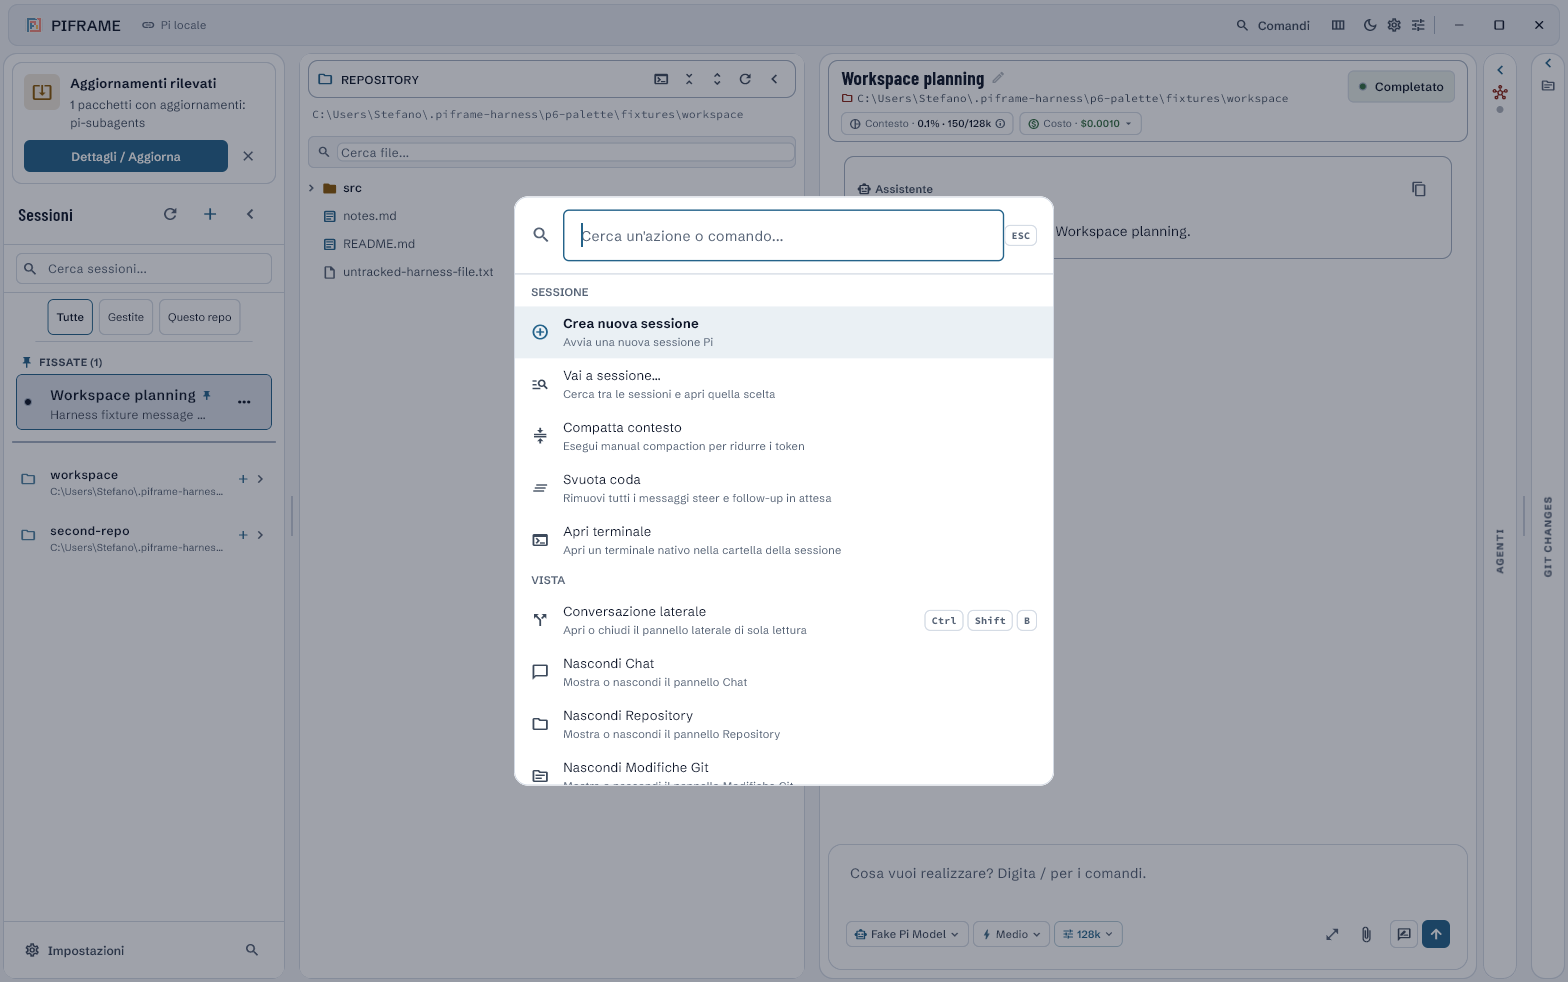 PIFRAME
Pi locale
Comandi
Aggiornamenti rilevati
1 pacchetti con aggiornamenti:
pi-subagents
Dettagli / Aggiorna
Sessioni
Cerca sessioni...
Tutte
Gestite
Questo repo
FISSATE (1)
Workspace planning
Harness fixture message ...
workspace
C:\Users\Stefano\.piframe-harnes...
second-repo
C:\Users\Stefano\.piframe-harnes...
Impostazioni
REPOSITORY
C:\Users\Stefano\.piframe-harness\p6-palette\fixtures\workspace
Cerca file...
src
notes.md
README.md
untracked-harness-file.txt
Workspace planning
C:\Users\Stefano\.piframe-harness\p6-palette\fixtures\workspace
Contesto · 0.1% · 150/128k
Costo · $0.0010
Completato
Assistente
Workspace planning.
Cerca un'azione o comando...
ESC
SESSIONE
Crea nuova sessione
Avvia una nuova sessione Pi
Vai a sessione...
Cerca tra le sessioni e apri quella scelta
Compatta contesto
Esegui manual compaction per ridurre i token
Svuota coda
Rimuovi tutti i messaggi steer e follow-up in attesa
Apri terminale
Apri un terminale nativo nella cartella della sessione
VISTA
Conversazione laterale
Apri o chiudi il pannello laterale di sola lettura
Ctrl Shift B
Nascondi Chat
Mostra o nascondi il pannello Chat
Nascondi Repository
Mostra o nascondi il pannello Repository
Nascondi Modifiche Git
Mostra o nascondi il pannello Modifiche Git
Cosa vuoi realizzare? Digita / per i comandi.
Fake Pi Model
Medio
128k
AGENTI
GIT CHANGES